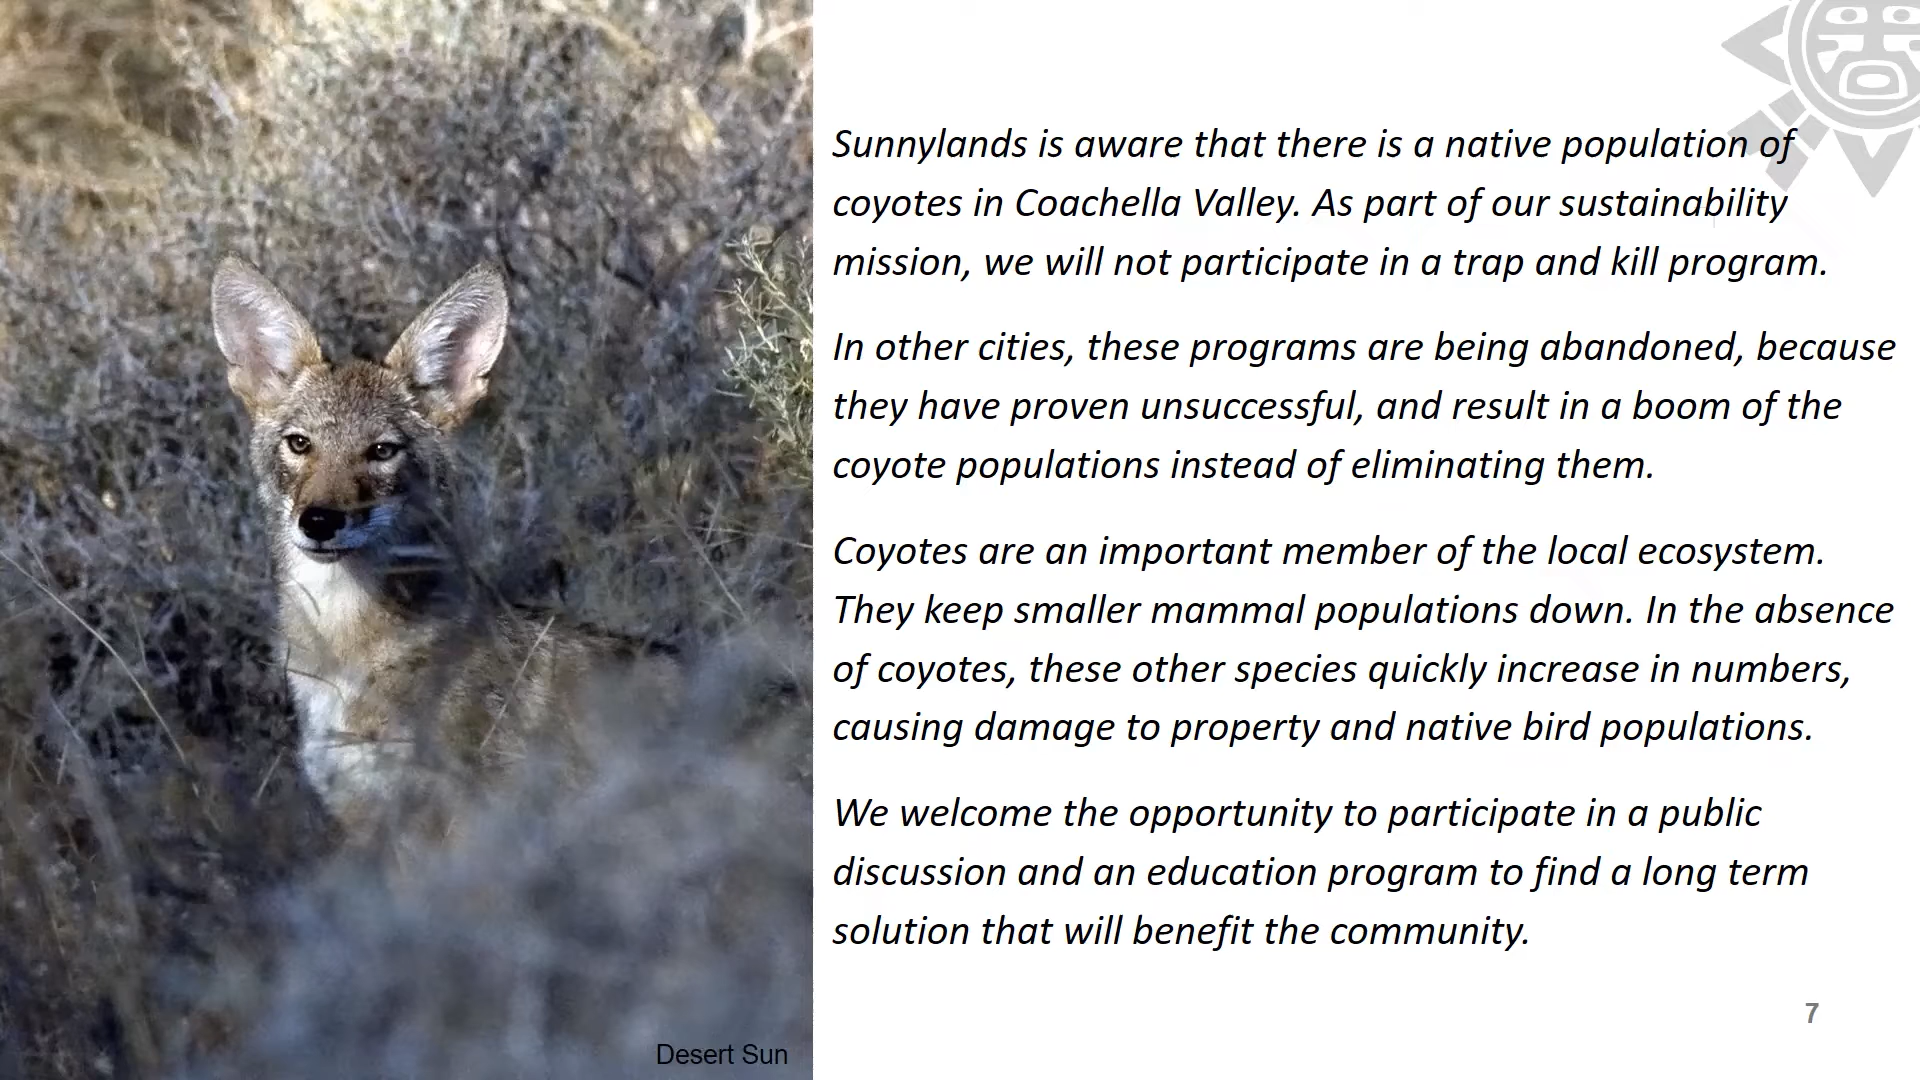 Sunnylands is aware that there is a native population of
coyotes in Coachella Valley. As part of our sustainability
mission, we will not participate in a trap and kill program.
In other cities, these programs are being abandoned, because
they have proven unsuccessful, and result in a boom of the
coyote populations instead of eliminating them.
Coyotes are an important member of the local ecosystem.
They keep smaller mammal populations down. In the absence
of coyotes, these other species quickly increase in numbers,
causing damage to property and native bird populations.
We welcome the opportunity to participate in a public
discussion and an education program to find a long term
solution that will benefit the community.
7
Desert Sun